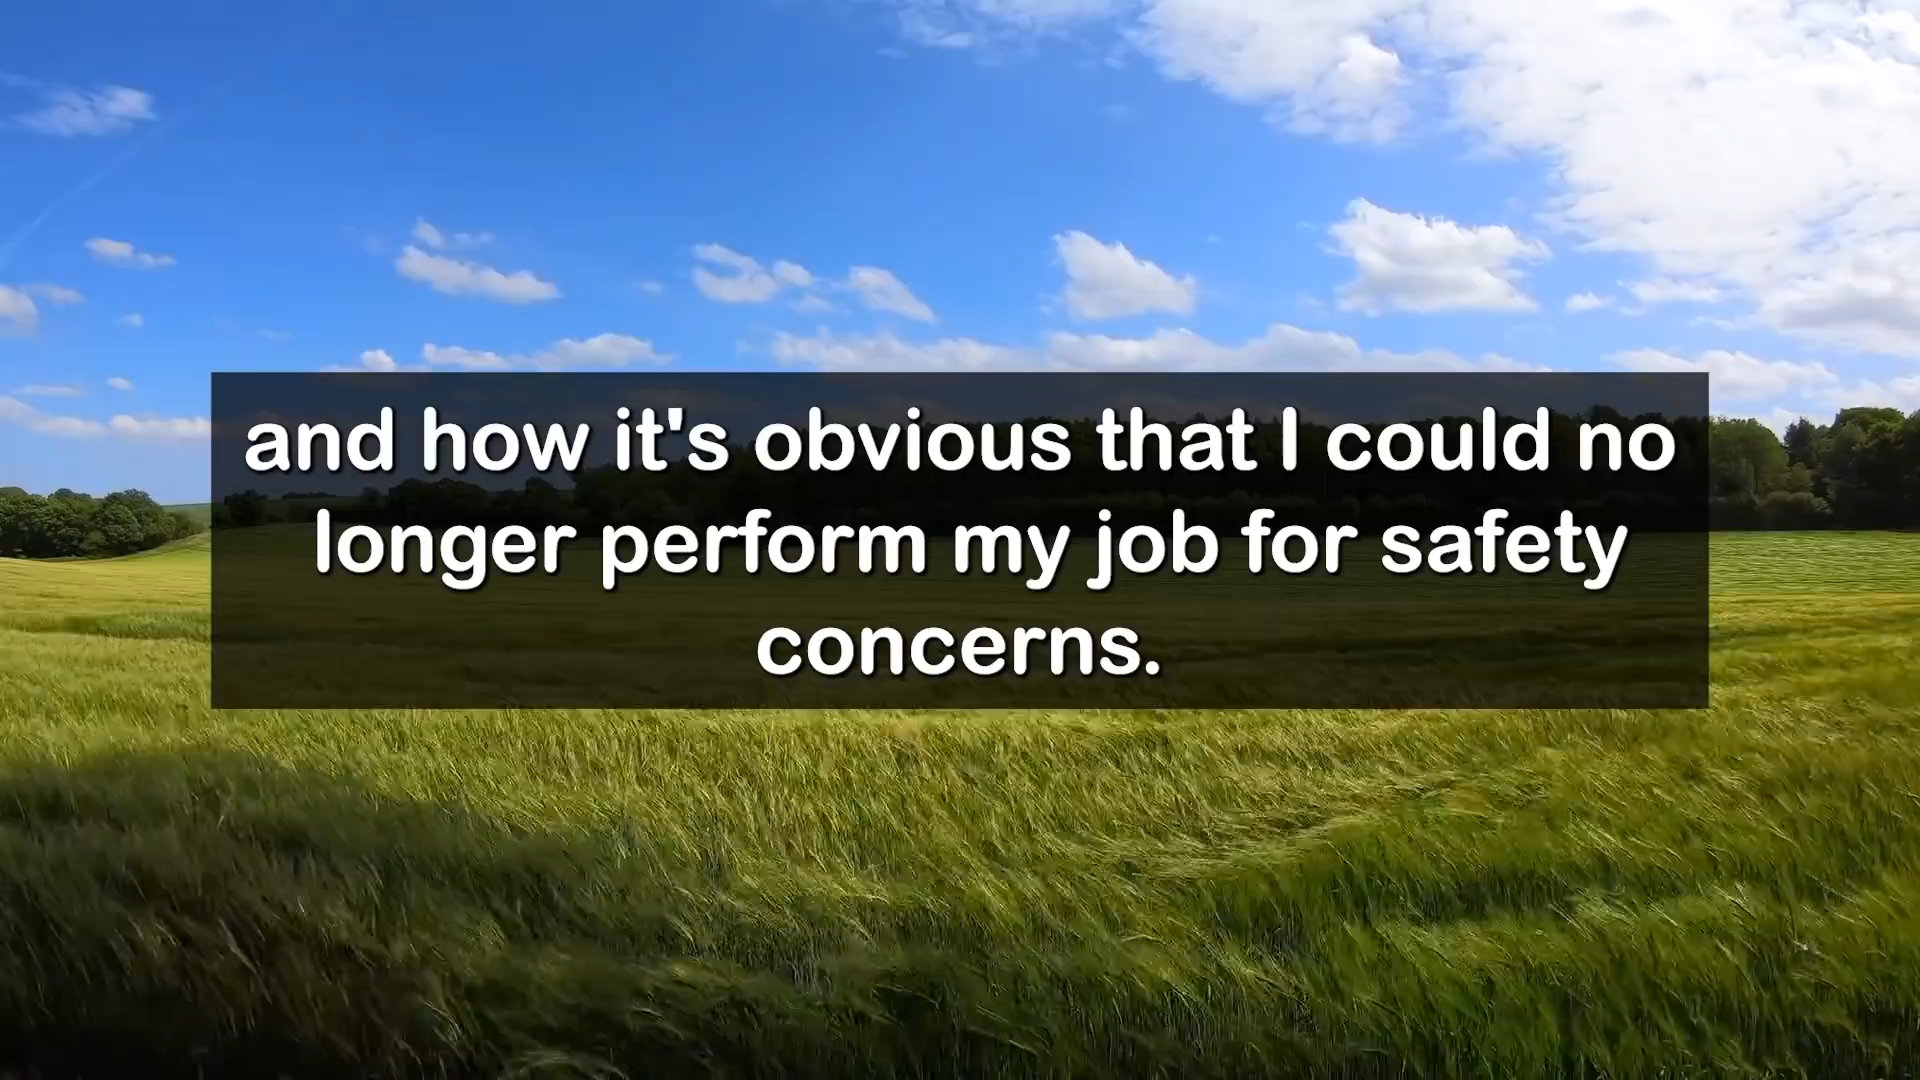 and how it's obvious that I could no
longer perform my job for safety
concerns.